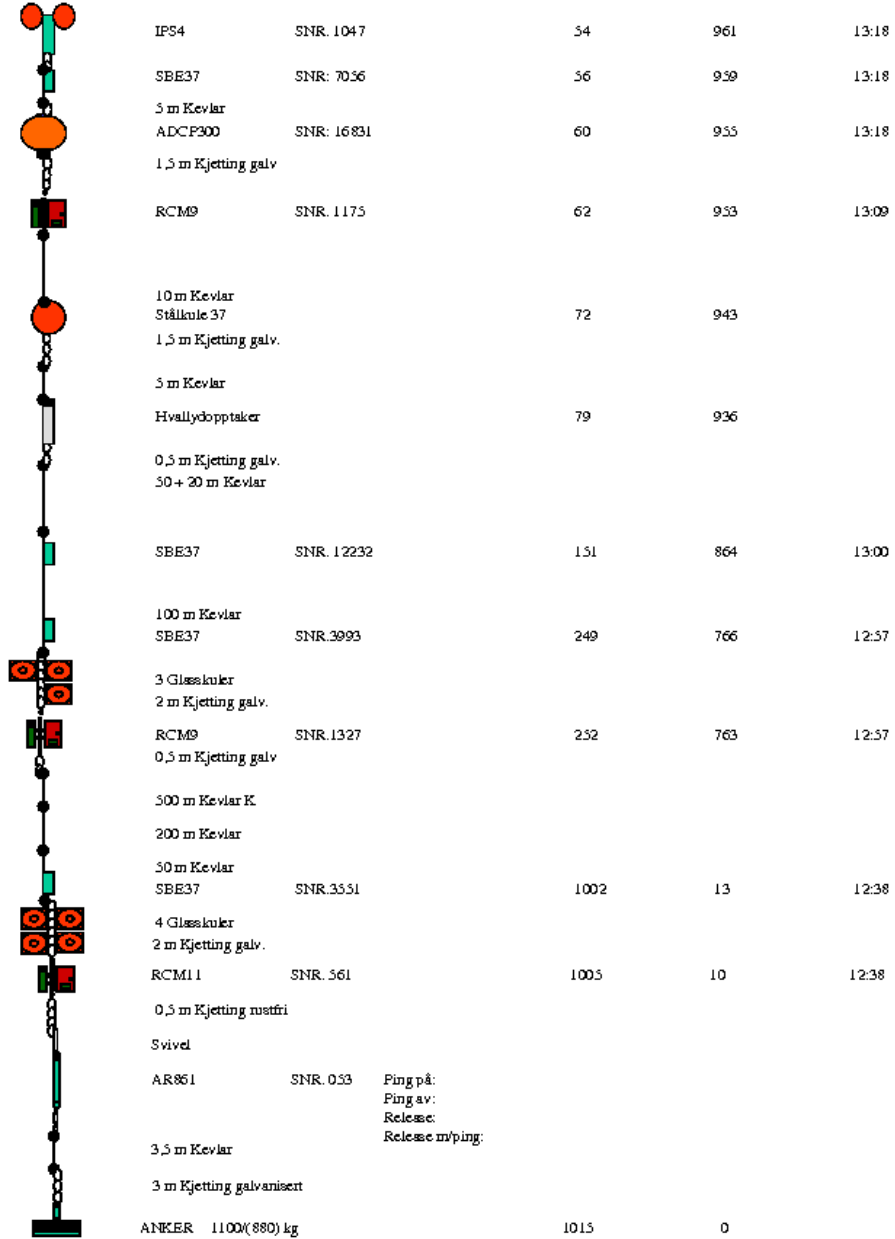 IPS4 SNR. 1047 54 961 13:18
SBE37 SNR: 7056 56 959 13:18
5 m Kevlar
ADCP300 SNR: 16831 60 955 13:18
1,5 m Kjetting galv
RCM9 SNR. 1175 62 953 13:09
10 m Kevlar
Stålkule 37 72 943
1,5 m Kjetting galv.
5 m Kevlar
Hvallydopptaker 79 936
0,5 m Kjetting galv.
50 + 20 m Kevlar
SBE37 SNR. 12232 151 864 13:00
100 m Kevlar
SBE37 SNR.3993 249 766 12:57
3 Glasskuler
2 m Kjetting galv.
RCM9 SNR.1327 252 763 12:57
0,5 m Kjetting galv
500 m Kevlar K
200 m Kevlar
50 m Kevlar
SBE37 SNR.3551 1002 13 12:38
4 Glasskuler
2 m Kjetting galv.
RCM11 SNR. 561 1005 10 12:38
0,5 m Kjetting rustfri
Svivel
AR861 SNR. 053 Ping på:
Ping av:
Release:
Release m/ping:
3,5 m Kevlar
3 m Kjetting galvanisert
ANKER 1100/(880) kg 1015 0